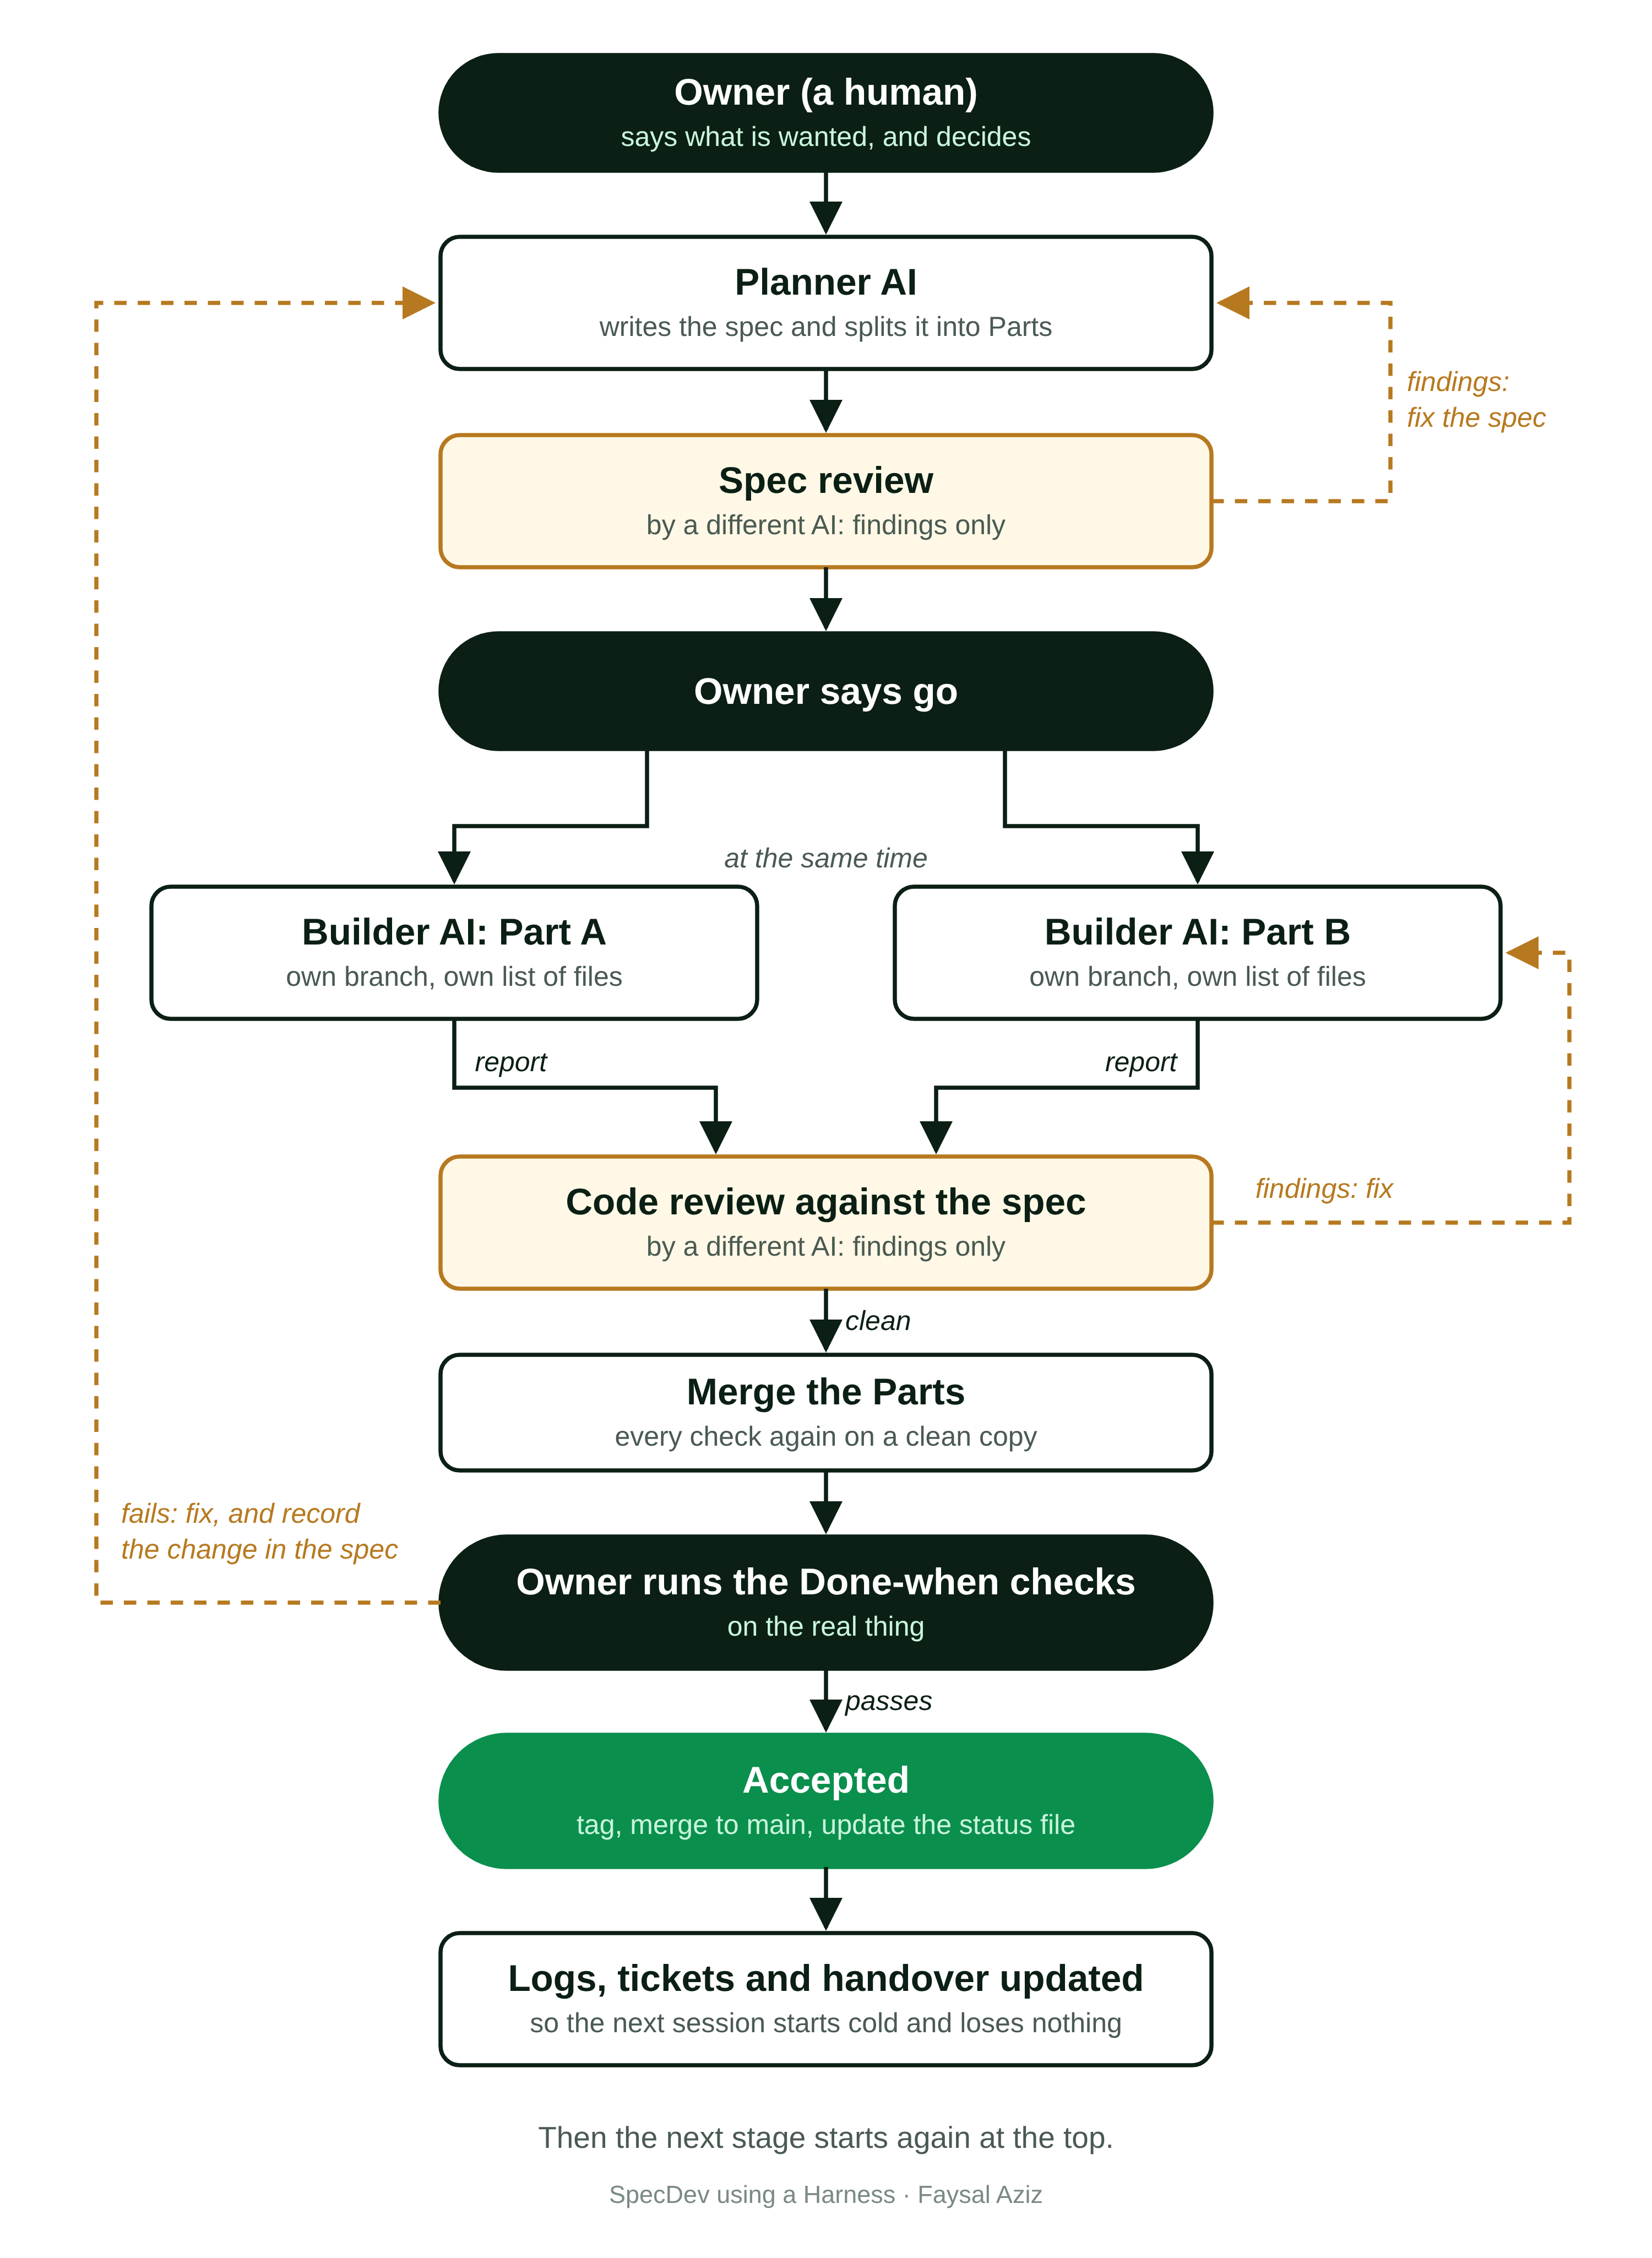 Owner (a human)
says what is wanted, and decides
Planner AI
writes the spec and splits it into Parts
findings:
fix the spec
Spec review
by a different AI: findings only
Owner says go
at the same time
Builder AI: Part A
own branch, own list of files
Builder AI: Part B
own branch, own list of files
report
report
Code review against the spec
by a different AI: findings only
findings: fix
clean
Merge the Parts
every check again on a clean copy
fails: fix, and record
the change in the spec
Owner runs the Done-when checks
on the real thing
passes
Accepted
tag, merge to main, update the status file
Logs, tickets and handover updated
so the next session starts cold and loses nothing
Then the next stage starts again at the top.
SpecDev using a Harness · Faysal Aziz